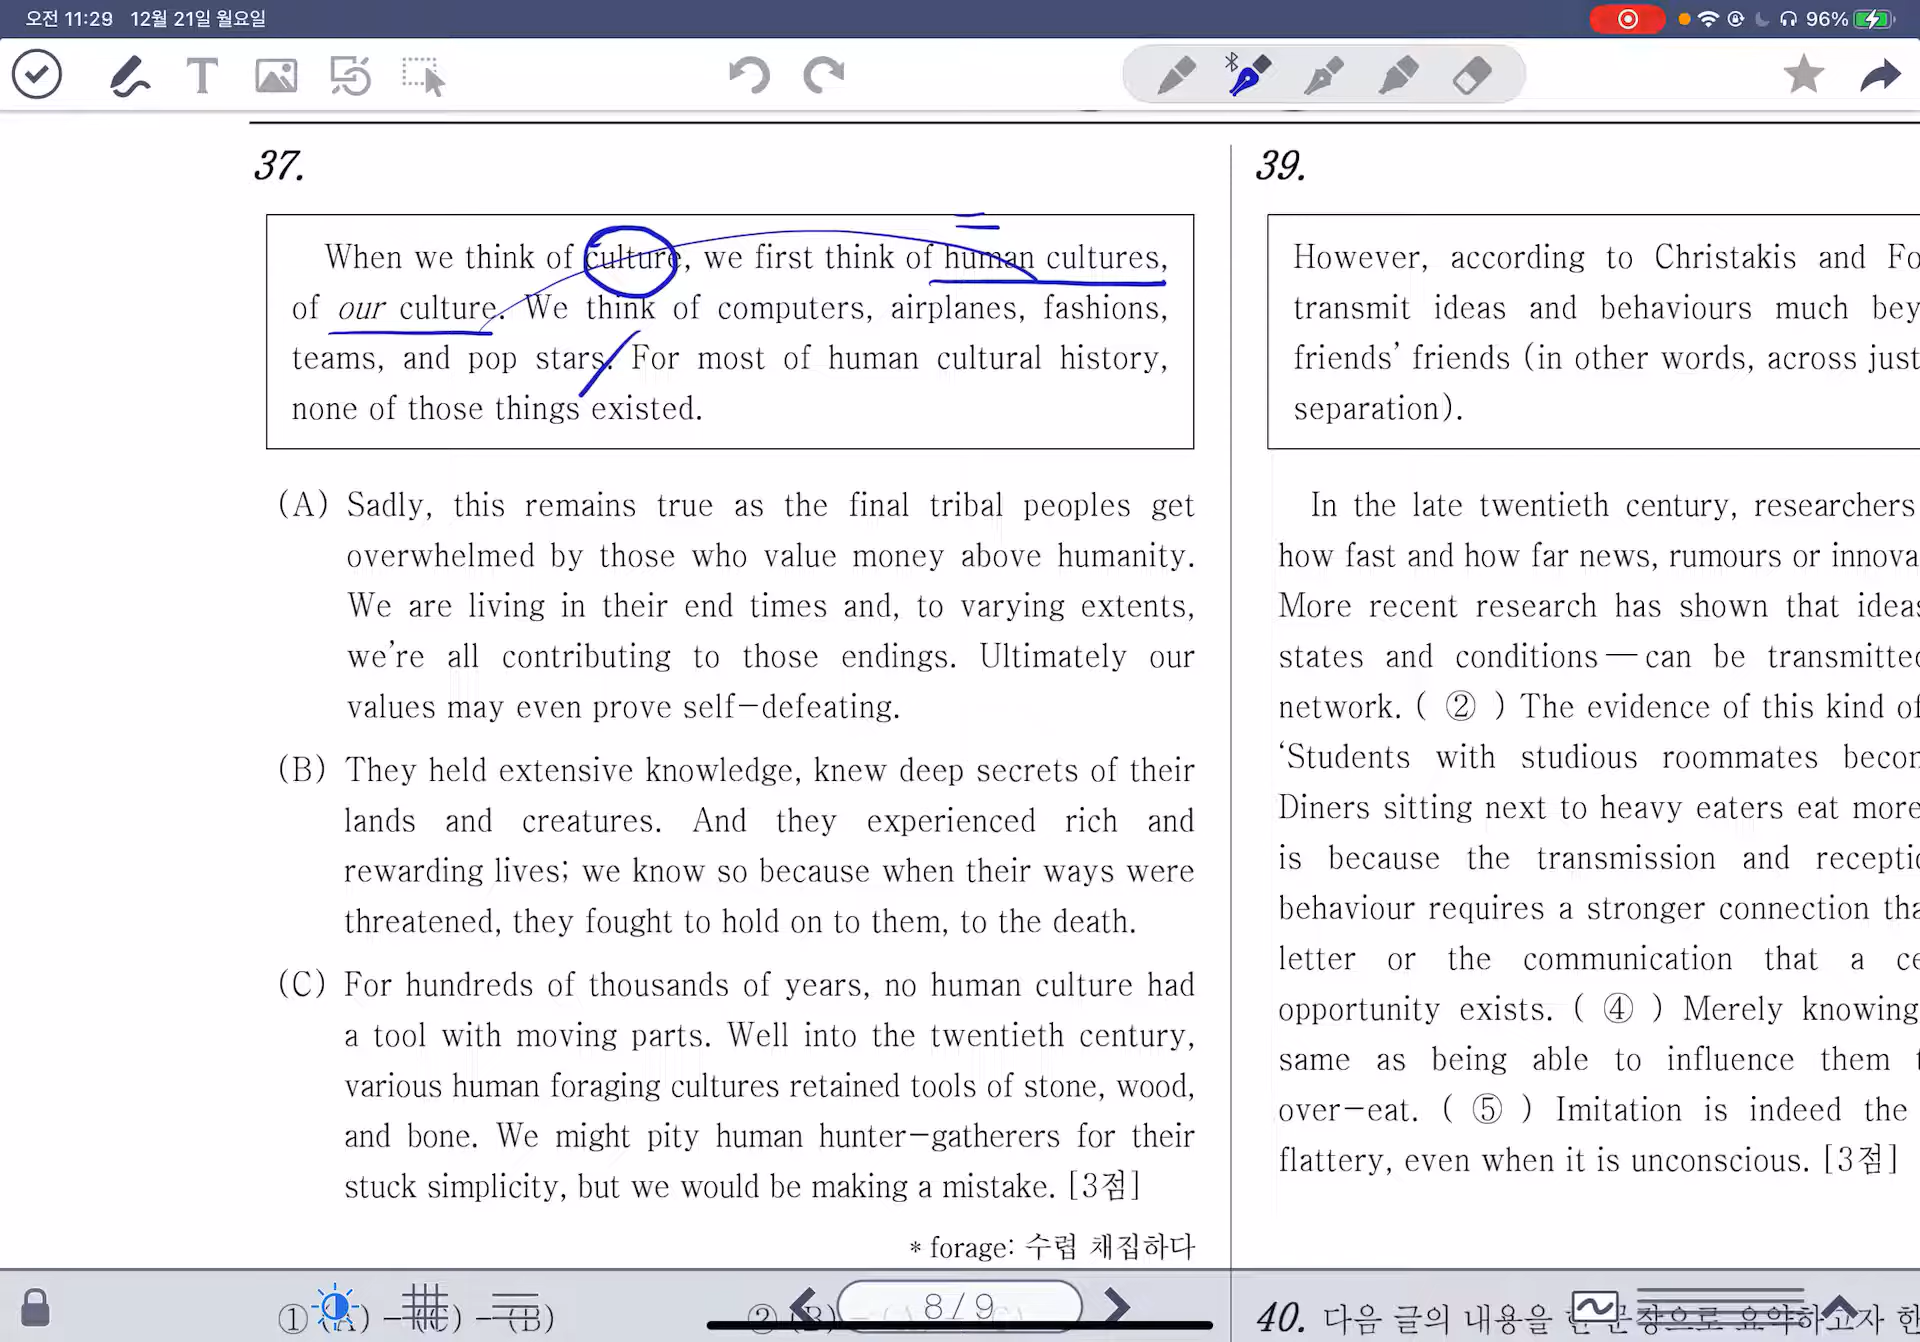 오전 11:29 12월 21일 월요일
96%
37.
When we think of culture, we first think of human cultures,
of our culture. We think of computers, airplanes, fashions,
teams, and pop stars. For most of human cultural history,
none of those things existed.
(A) Sadly, this remains true as the final tribal peoples get
overwhelmed by those who value money above humanity.
We are living in their end times and, to varying extents,
we're all contributing to those endings. Ultimately our
values may even prove self-defeating.
(B) They held extensive knowledge, knew deep secrets of their
lands and creatures. And they experienced rich and
rewarding lives; we know so because when their ways were
threatened, they fought to hold on to them, to the death.
(C) For hundreds of thousands of years, no human culture had
a tool with moving parts. Well into the twentieth century,
various human foraging cultures retained tools of stone, wood,
and bone. We might pity human hunter-gatherers for their
stuck simplicity, but we would be making a mistake. [3점]
* forage: 수렵 채집하다
39.
However, according to Christakis and Fo
transmit ideas and behaviours much bey
friends' friends (in other words, across just
separation).
In the late twentieth century, researchers
how fast and how far news, rumours or innova
More recent research has shown that ideas
states and conditions — can be transmitted
network. ( ② ) The evidence of this kind of
'Students with studious roommates becom
Diners sitting next to heavy eaters eat more
is because the transmission and receptio
behaviour requires a stronger connection tha
letter or the communication that a ce
opportunity exists. ( ④ ) Merely knowing
same as being able to influence them t
over-eat. ( ⑤ ) Imitation is indeed the
flattery, even when it is unconscious. [3점]
8/9
40. 다음 글의 내용을 한 문장으로 요약하고자 한